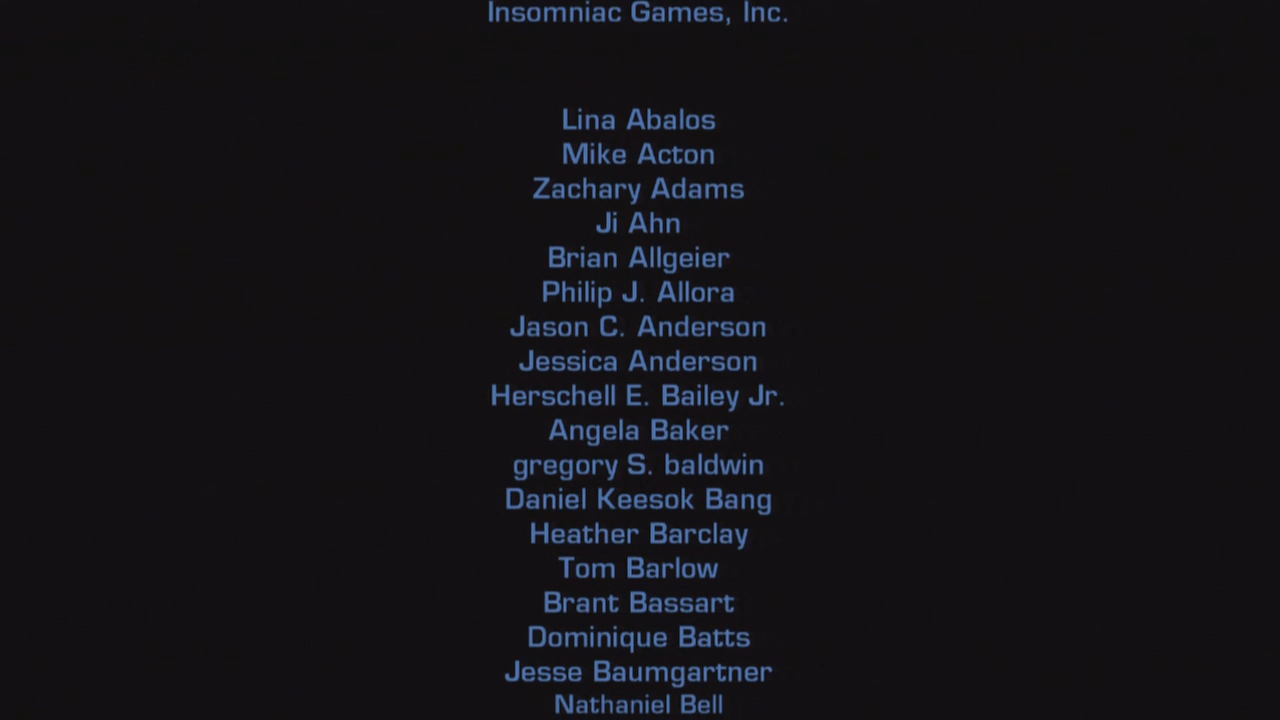 Insomniac Games, Inc.
Lina Abalos
Mike Acton
Zachary Adams
Ji Ahn
Brian Allgeier
Philip J. Allora
Jason C. Anderson
Jessica Anderson
Herschell E. Bailey Jr.
Angela Baker
gregory S. baldwin
Daniel Keesok Bang
Heather Barclay
Tom Barlow
Brant Bassart
Dominique Batts
Jesse Baumgartner
Nathaniel Bell